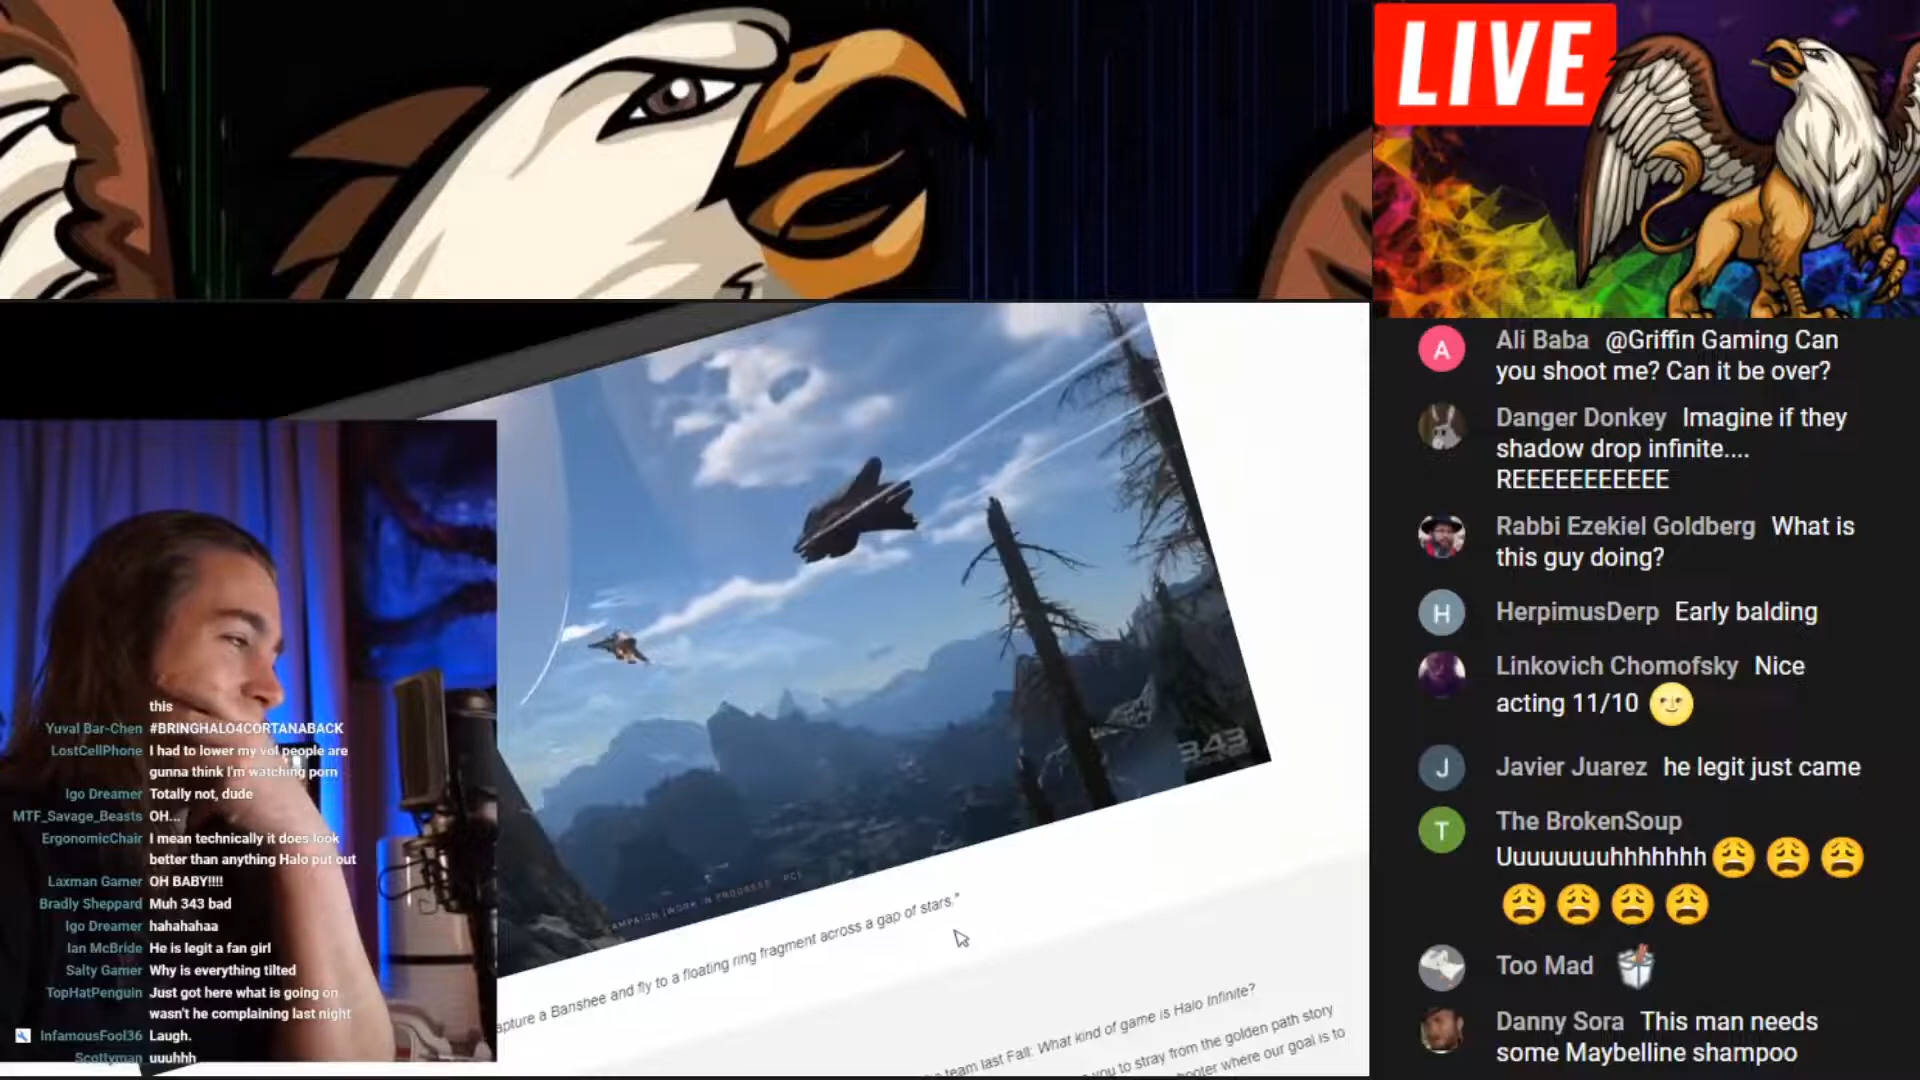 LIVE
Ali Baba @Griffin Gaming Can
you shoot me? Can it be over?
Danger Donkey Imagine if they
shadow drop infinite....
REEEEEEEEEEE
Rabbi Ezekiel Goldberg What is
this guy doing?
H
HerpimusDerp Early balding
Linkovich Chomofsky Nice
acting 11/10
J
Javier Juarez he legit just came
T
The BrokenSoup
Uuuuuuuuhhhhhhh
Too Mad
Danny Sora This man needs
some Maybelline shampoo
A
this
Yuval Bar-Chen #BRINGHALO4CORTANABACK
LostCellPhone I had to lower my vol people are
gunna think I'm watching porn
Igo Dreamer Totally not, dude
MTF_Savage_Beasts OH...
ErgonomicChair I mean technically it does look
better than anything Halo put out
Laxman Gamer OH BABY!!!!
Bradly Sheppard Muh 343 bad
Igo Dreamer hahahahaa
Ian McBride He is legit a fan girl
Salty Gamer Why is everything tilted
TopHatPenguin Just got here what is going on
wasn't he complaining last night
InfamousFool36 Laugh.
Scottyman uuuhhh
343
CAMPAIGN | WORK IN PROGRESS - PC
apture a Banshee and fly to a floating ring fragment across a gap of stars."
team last Fall: What kind of game is Halo Infinite?
you to stray from the golden path story
hooter where our goal is to